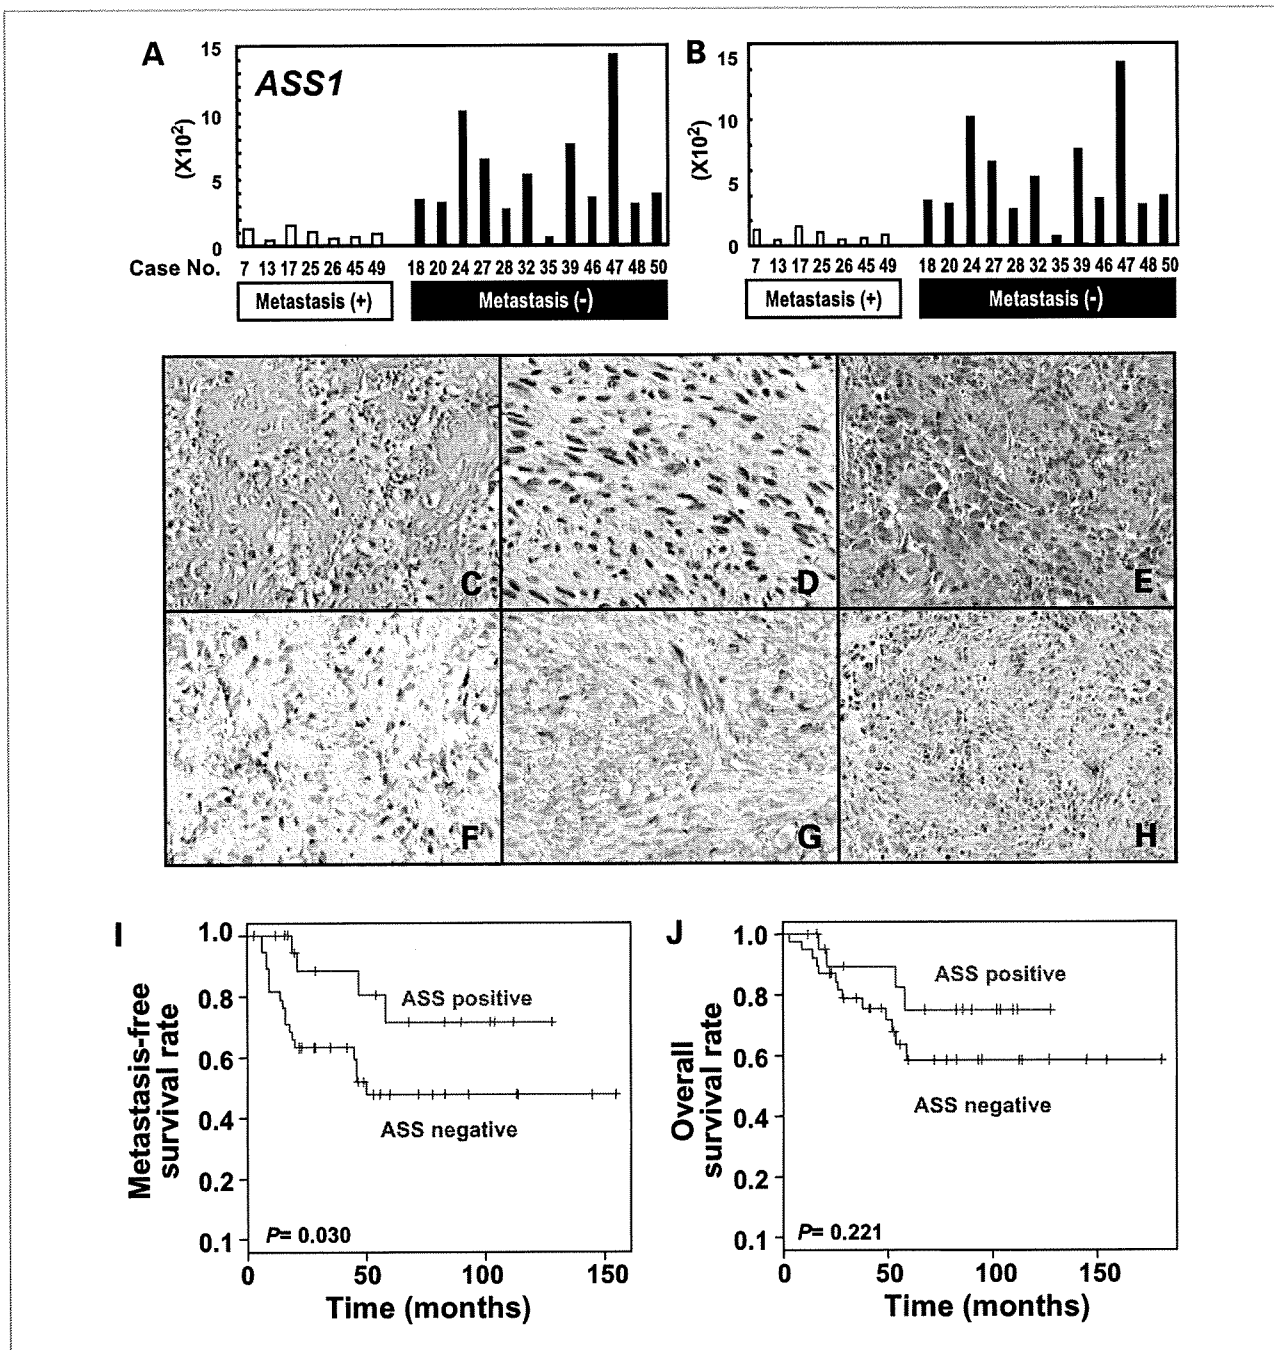 A
ASS1
(X10²)
15
10
5
0
Case No. 7 13 17 25 26 45 49 18 20 24 27 28 32 35 39 46 47 48 50
Metastasis (+)
Metastasis (-)
B
(X10²)
15
10
5
0
7 13 17 25 26 45 49 18 20 24 27 28 32 35 39 46 47 48 50
Metastasis (+)
Metastasis (-)
C
D
E
F
G
H
I
Metastasis-free
survival rate
1.0
0.8
0.6
0.4
0.2
0.1
ASS positive
ASS negative
P= 0.030
0 50 100 150
Time (months)
J
Overall
survival rate
1.0
0.8
0.6
0.4
0.2
0.1
ASS positive
ASS negative
P= 0.221
0 50 100 150
Time (months)